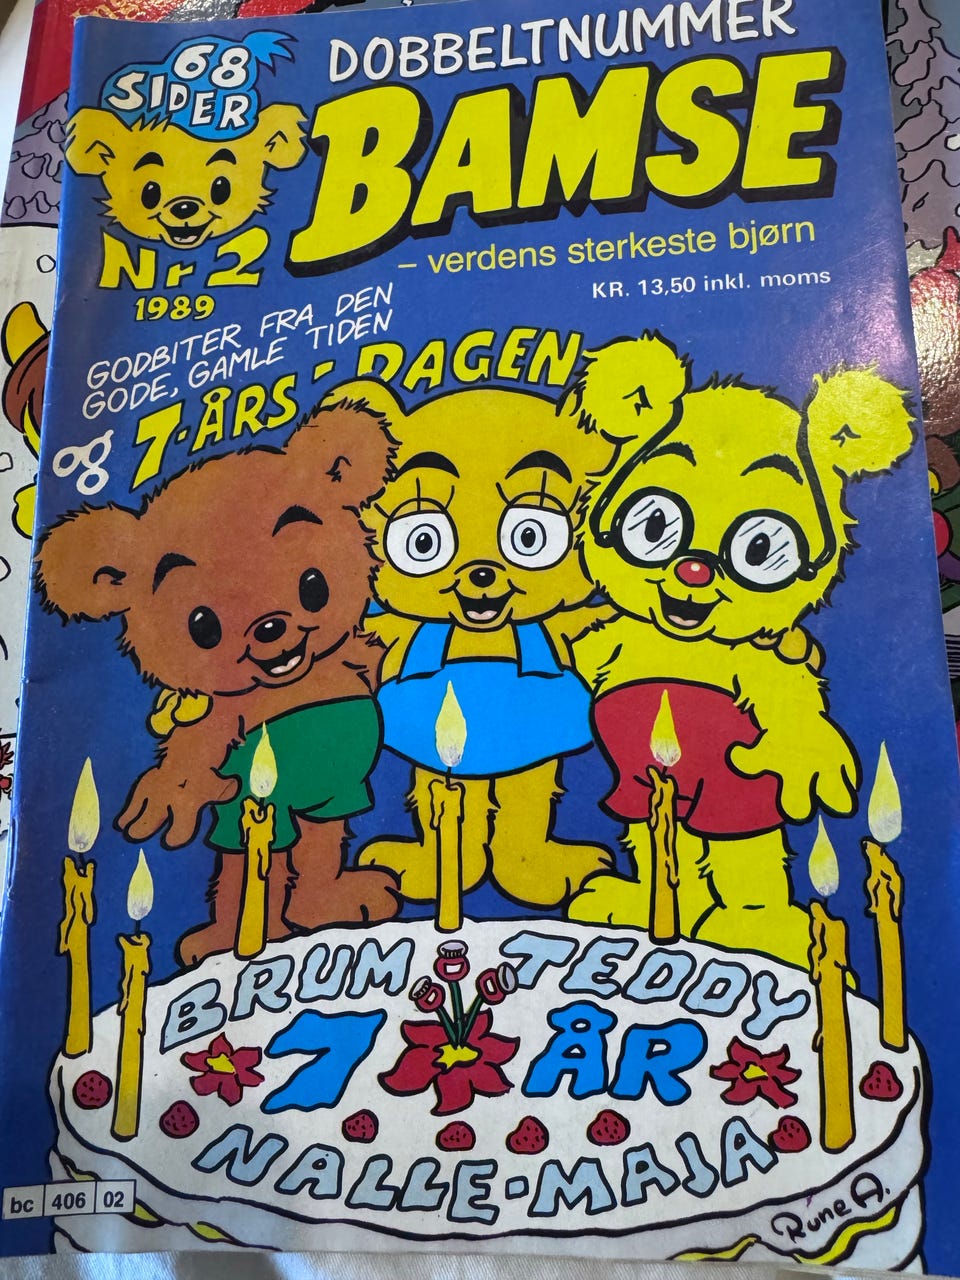 68
SIDER
DOBBELTNUMMER
BAMSE
– verdens sterkeste bjørn
Nr 2
1989
KR. 13,50 inkl. moms
GODBITER FRA DEN
GODE, GAMLE TIDEN
og 7-ÅRS-DAGEN
BRUM TEDDY
7 ÅR
NALLE-MAJA
bc 406 02
Rune A.